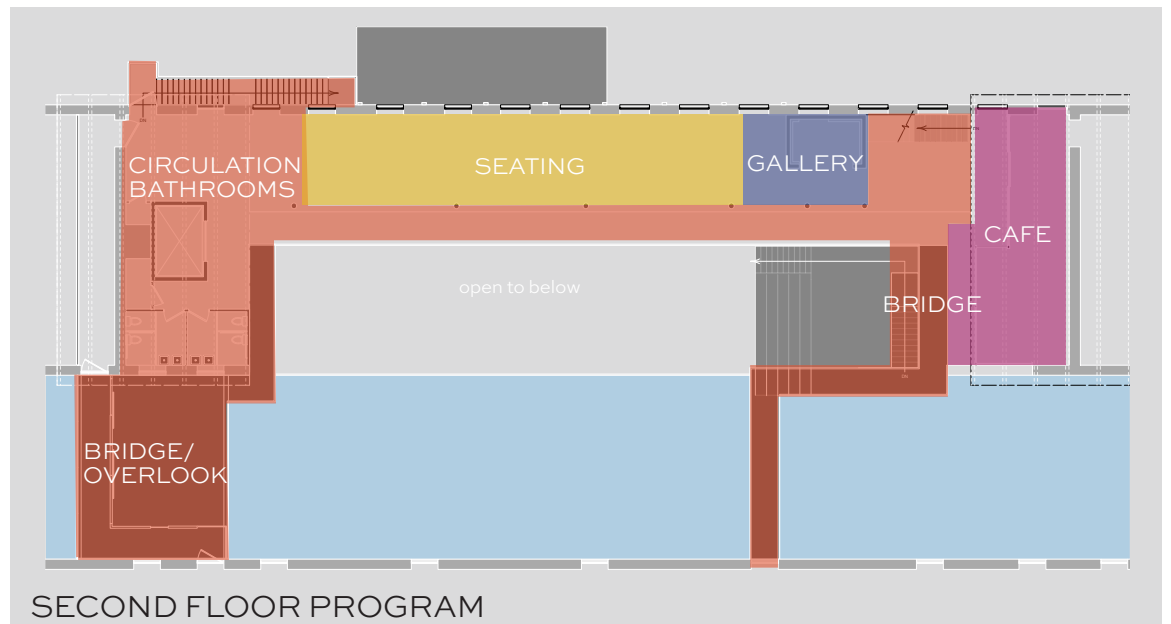 CIRCULATION
BATHROOMS
SEATING
GALLERY
CAFE
open to below
BRIDGE
BRIDGE/
OVERLOOK
SECOND FLOOR PROGRAM